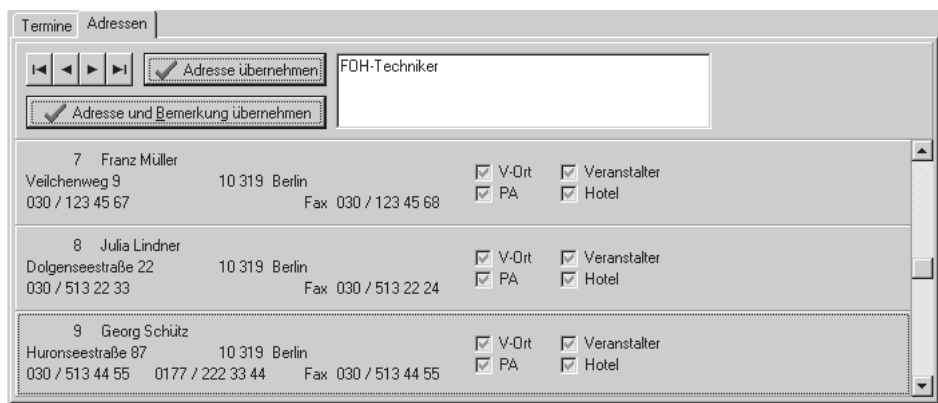 Termine Adressen
Adresse übernehmen
FOH-Techniker
Adresse und Bemerkung übernehmen
7 Franz Müller
Veilchenweg 9 10 319 Berlin
030 / 123 45 67 Fax 030 / 123 45 68
V-Ort Veranstalter
PA Hotel
8 Julia Lindner
Dolgenseestraße 22 10 319 Berlin
030 / 513 22 33 Fax 030 / 513 22 24
V-Ort Veranstalter
PA Hotel
9 Georg Schütz
Huronseestraße 87 10 319 Berlin
030 / 513 44 55 0177 / 222 33 44 Fax 030 / 513 44 55
V-Ort Veranstalter
PA Hotel